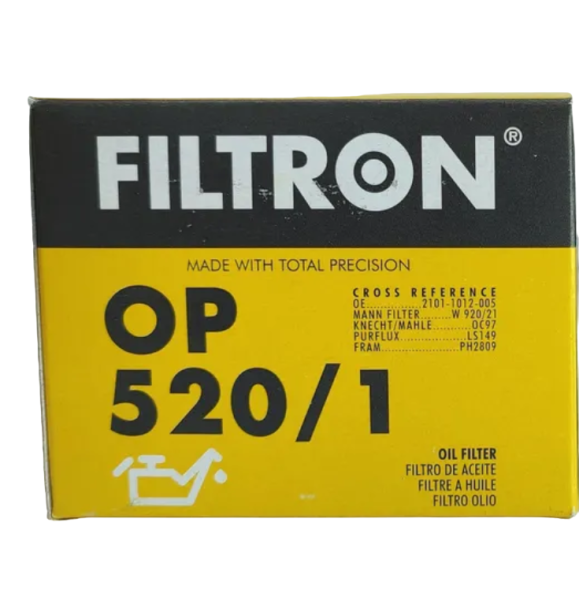 FILTRON®
MADE WITH TOTAL PRECISION
OP
520/1
CROSS REFERENCE
OE....................2101-1012-005
MANN FILTER........W 920/21
KNECHT/MAHLE...........OC97
PURFLUX....................LS149
FRAM.......................PH2809
OIL FILTER
FILTRO DE ACEITE
FILTRE A HUILE
FILTRO OLIO